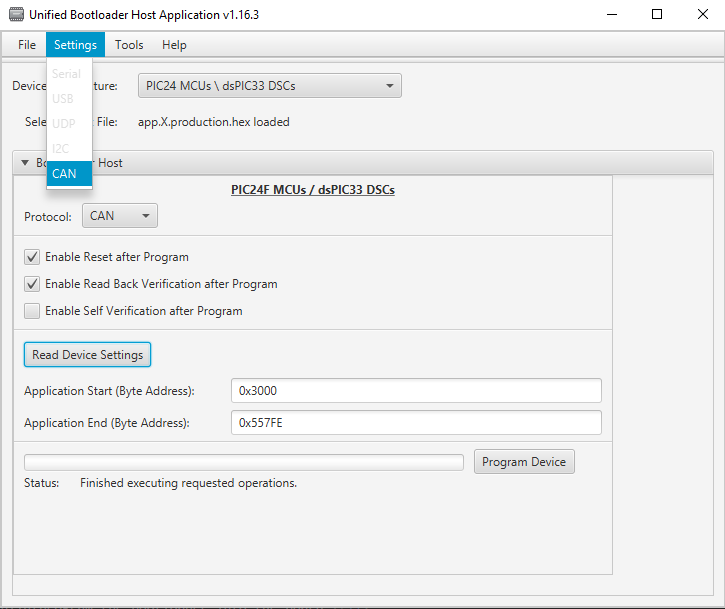 Unified Bootloader Host Application v1.16.3
File Settings Tools Help
Serial
USB
UDP
I2C
CAN
Device ture: PIC24 MCUs \ dsPIC33 DSCs
Sele File: app.X.production.hex loaded
Bo r Host
PIC24F MCUs / dsPIC33 DSCs
Protocol: CAN
Enable Reset after Program
Enable Read Back Verification after Program
Enable Self Verification after Program
Read Device Settings
Application Start (Byte Address): 0x3000
Application End (Byte Address): 0x557FE
Program Device
Status: Finished executing requested operations.